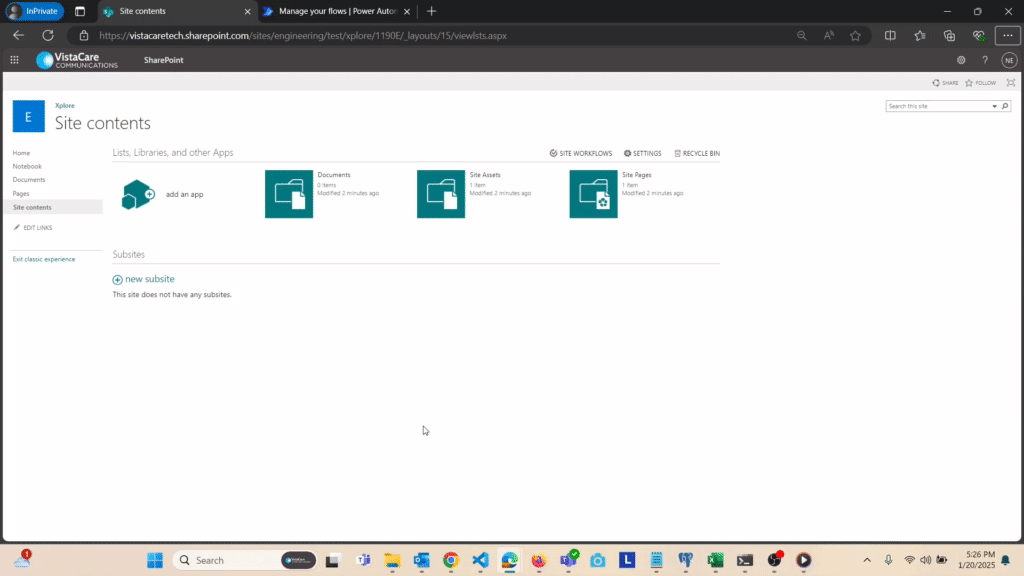 InPrivate
Site contents
Manage your flows | Power Autom
https://vistacaretech.sharepoint.com/sites/engineering/test/xplore/1190E/_layouts/15/viewlsts.aspx
VistaCare
COMMUNICATIONS
SharePoint
NE
SHARE
FOLLOW
E
Xplore
Site contents
Search this site
Home
Notebook
Documents
Pages
Site contents
EDIT LINKS
Exit classic experience
Lists, Libraries, and other Apps
SITE WORKFLOWS
SETTINGS
RECYCLE BIN
add an app
Documents
0 items
Modified 2 minutes ago
Site Assets
1 item
Modified 2 minutes ago
Site Pages
1 item
Modified 2 minutes ago
Subsites
new subsite
This site does not have any subsites.
1
Search
5:26 PM
1/20/2025